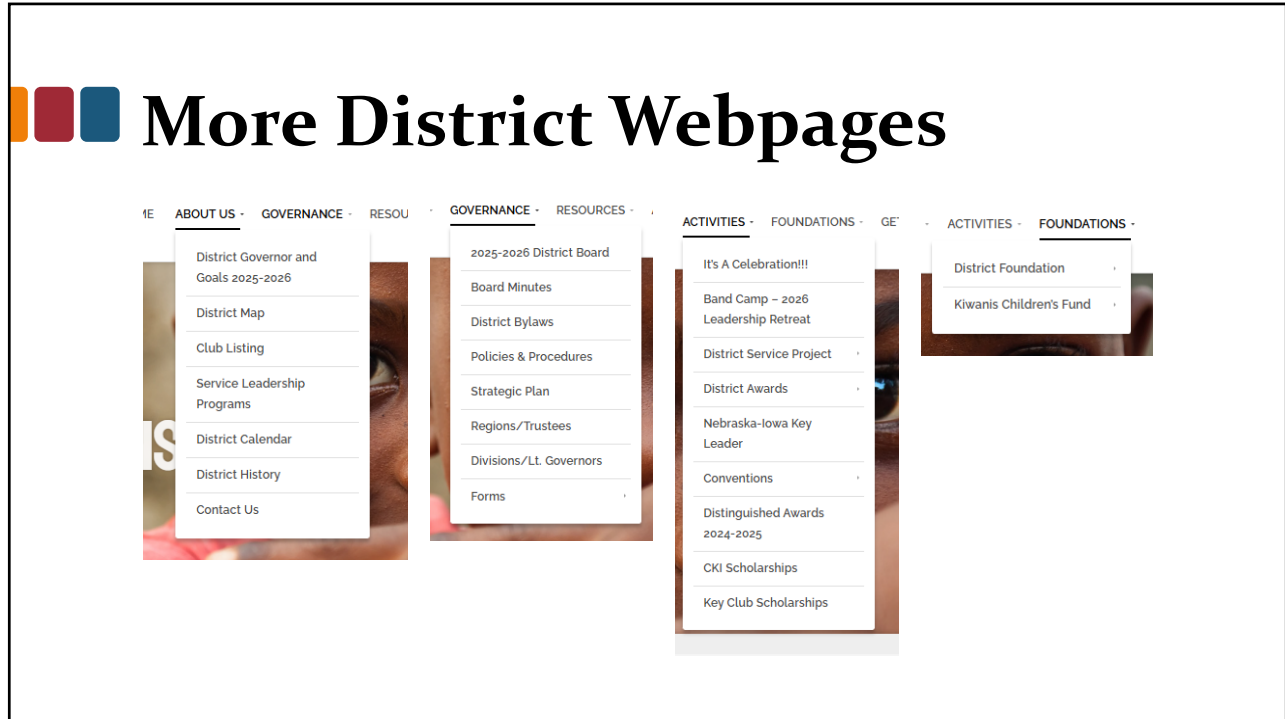 More District Webpages
ABOUT US GOVERNANCE
District Governor and
Goals 2025-2026
District Map
Club Listing
Service Leadership
Programs
District Calendar
District History
Contact Us
GOVERNANCE RESOURCES
2025-2026 District Board
Board Minutes
District Bylaws
Policies & Procedures
Strategic Plan
Regions/Trustees
Divisions/Lt. Governors
Forms
ACTIVITIES FOUNDATIONS
It's A Celebration!!!
Band Camp – 2026
Leadership Retreat
District Service Project
District Awards
Nebraska-Iowa Key
Leader
Conventions
Distinguished Awards
2024-2025
CKI Scholarships
Key Club Scholarships
ACTIVITIES FOUNDATIONS
District Foundation
Kiwanis Children's Fund